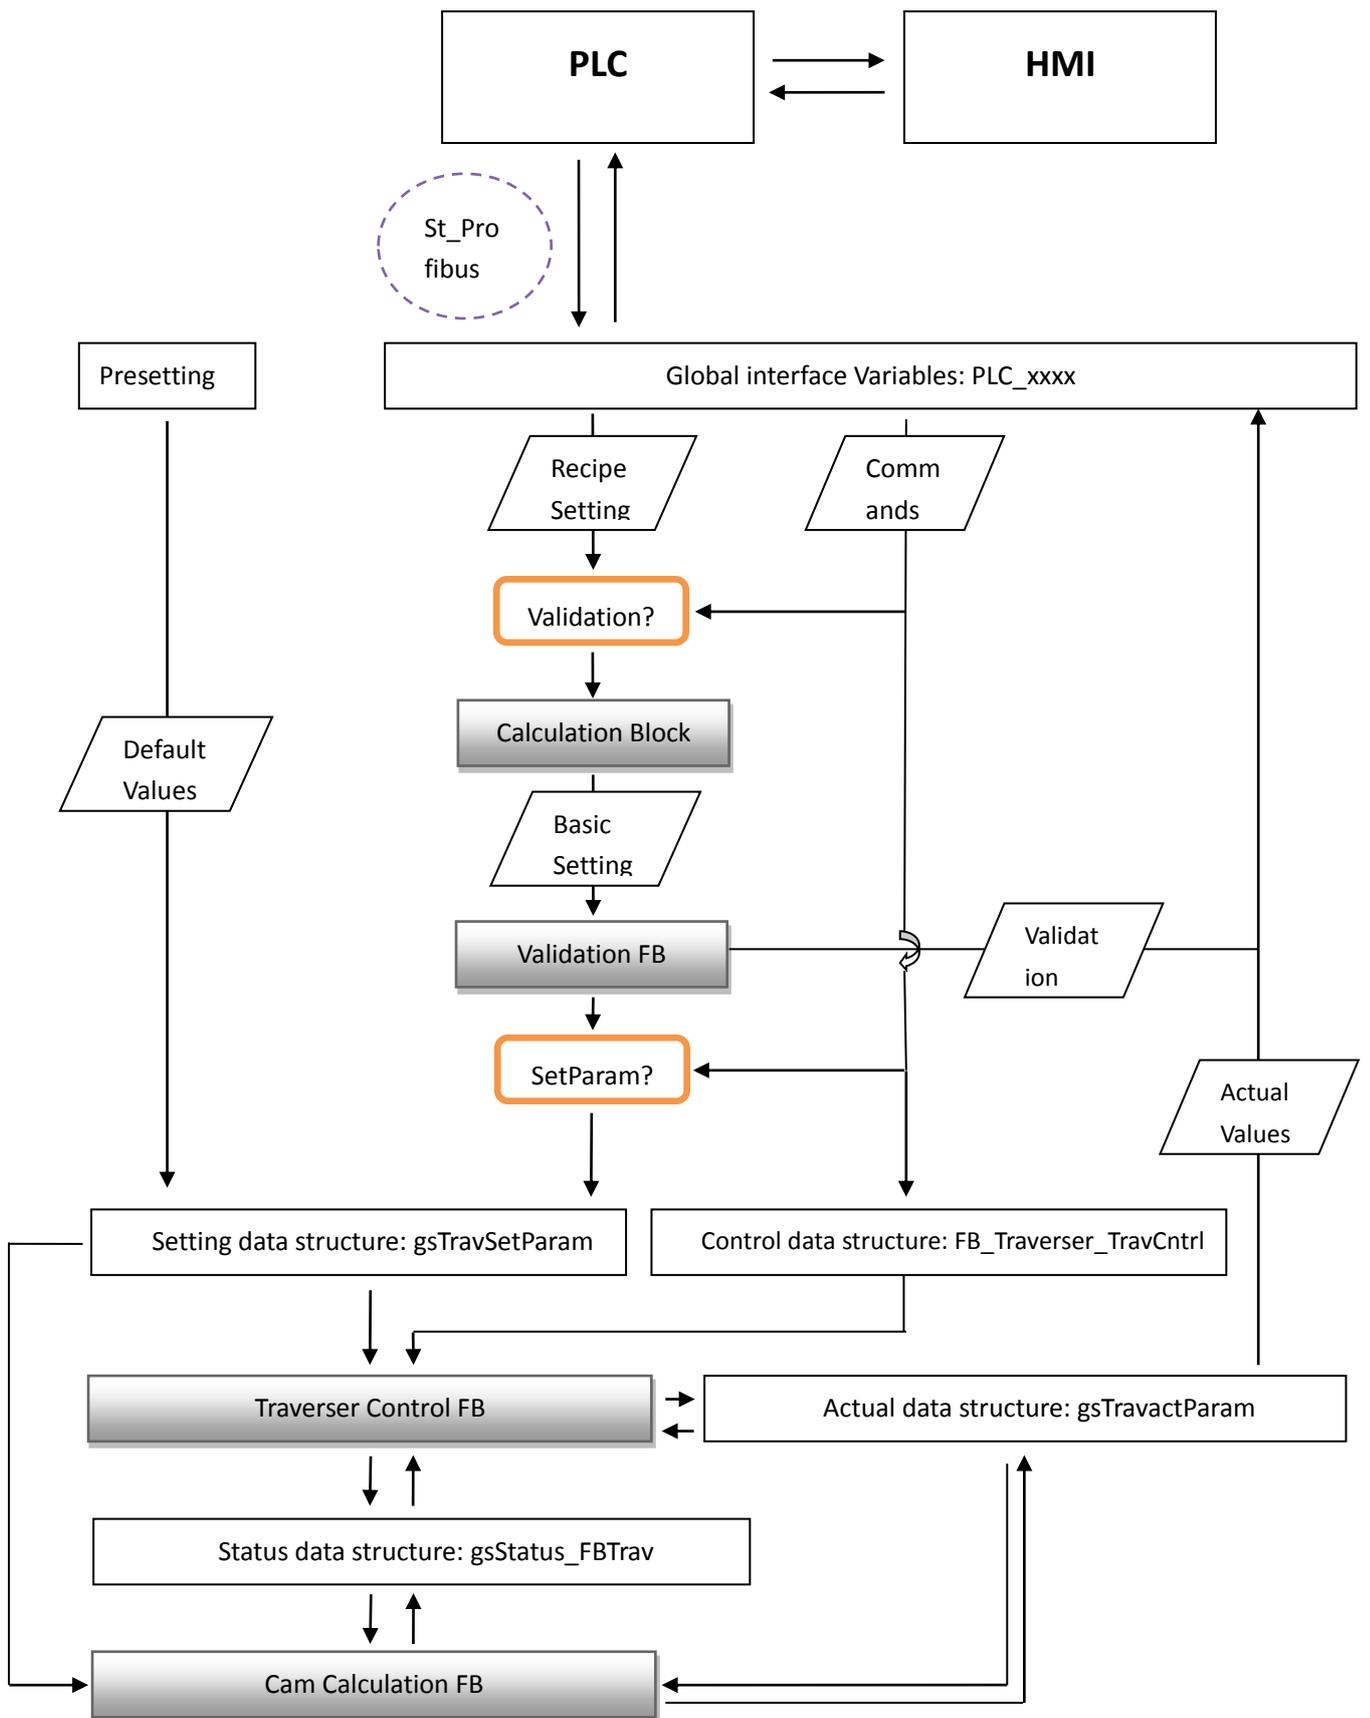 PLC
HMI
St_Pro
fibus
Presetting
Global interface Variables: PLC_xxxx
Recipe
Setting
Comm
ands
Validation?
Calculation Block
Default
Values
Basic
Setting
Validation FB
Validat
ion
SetParam?
Actual
Values
Setting data structure: gsTravSetParam
Control data structure: FB_Traverser_TravCntrl
Traverser Control FB
Actual data structure: gsTravactParam
Status data structure: gsStatus_FBTrav
Cam Calculation FB